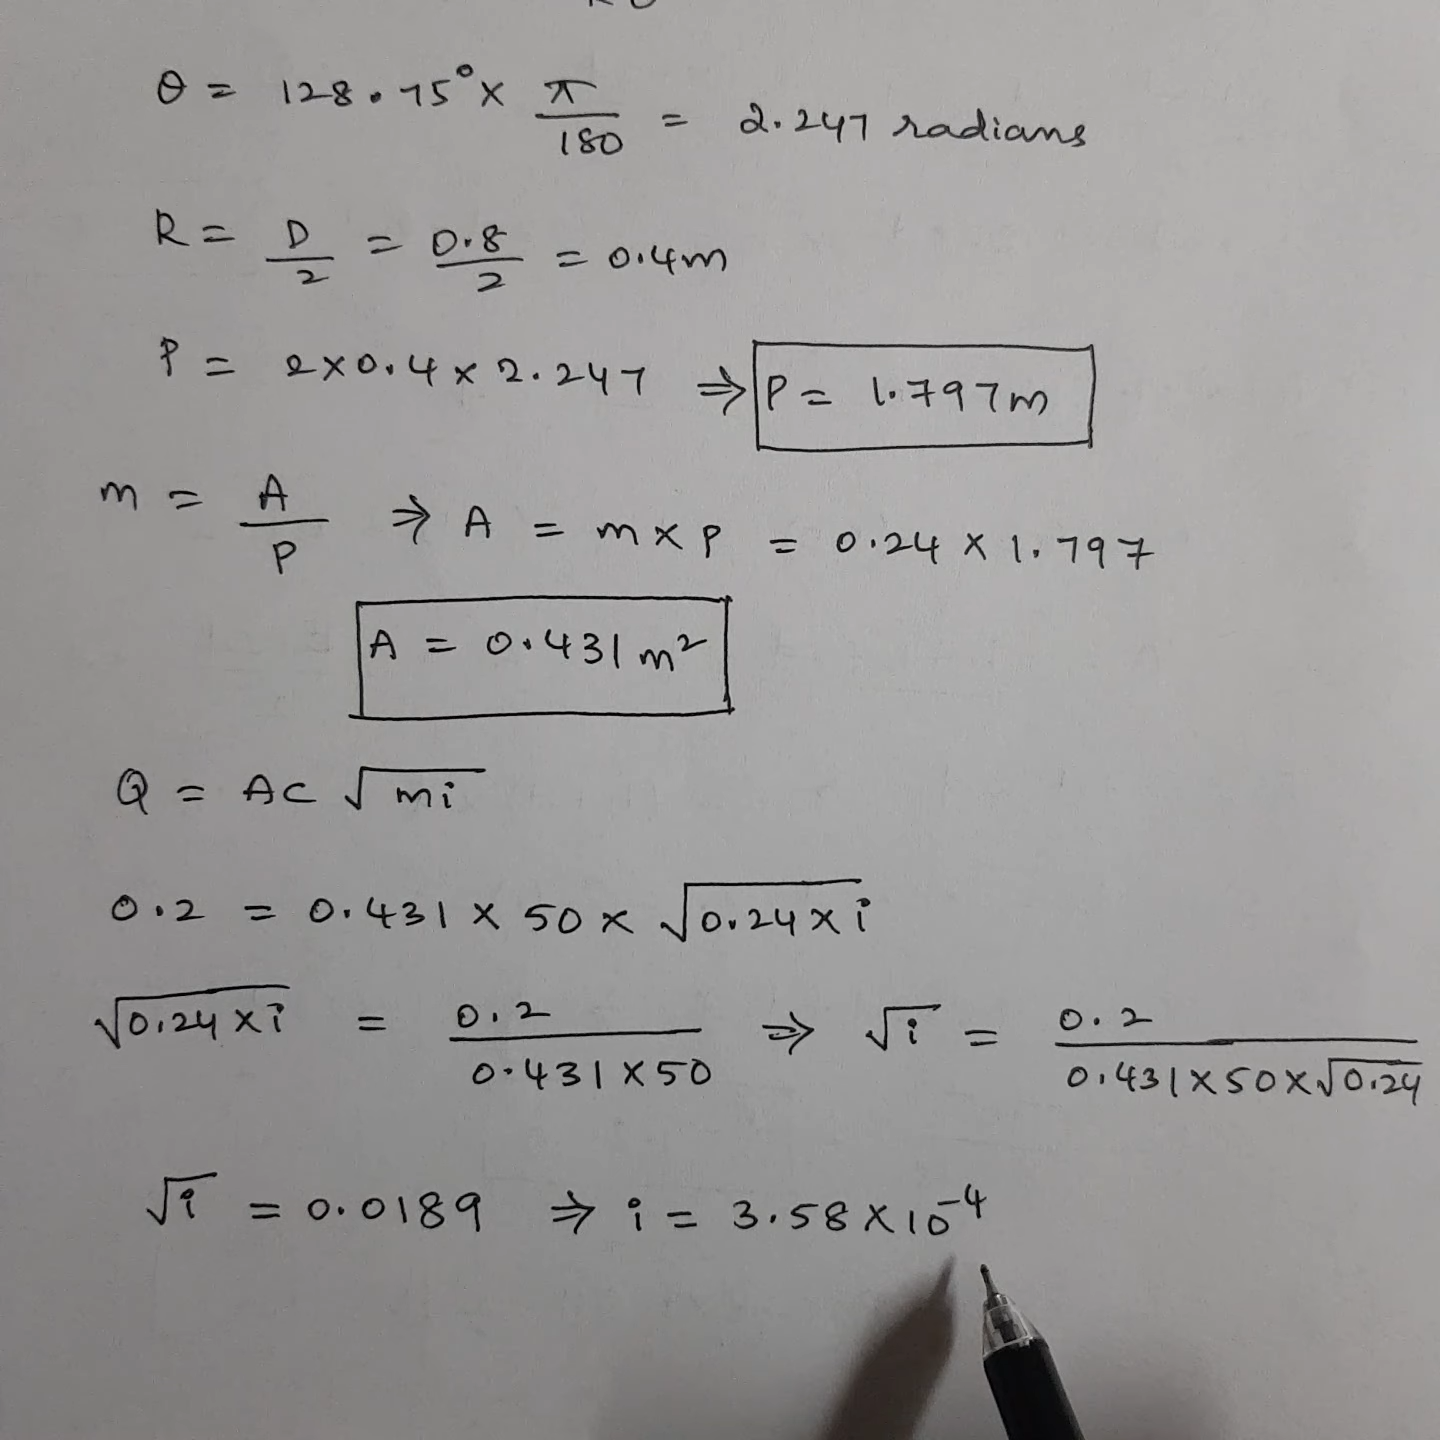 θ = 128.75° × π/180 = 2.247 radians
R = D/2 = 0.8/2 = 0.4m
P = 2×0.4×2.247 ⇒ P = 1.797m
m = A/P ⇒ A = m×P = 0.24 × 1.797
A = 0.431 m²
Q = AC √mi
0.2 = 0.431 × 50 × √0.24×i
√0.24×i = 0.2/0.431×50 ⇒ √i = 0.2/0.431×50×√0.24
√i = 0.0189 ⇒ i = 3.58×10⁻⁴